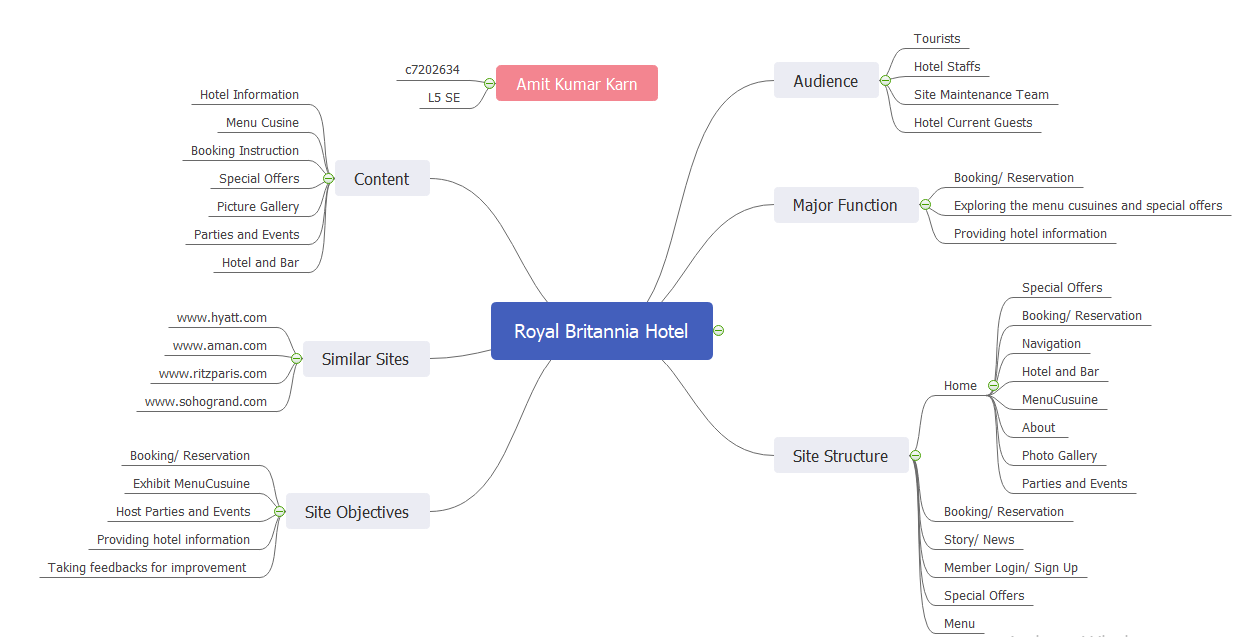 Royal Britannia Hotel
Amit Kumar Karn
c7202634
L5 SE
Audience
Tourists
Hotel Staffs
Site Maintenance Team
Hotel Current Guests
Major Function
Booking/ Reservation
Exploring the menu cusuines and special offers
Providing hotel information
Site Structure
Home
Special Offers
Booking/ Reservation
Navigation
Hotel and Bar
MenuCusuine
About
Photo Gallery
Parties and Events
Booking/ Reservation
Story/ News
Member Login/ Sign Up
Special Offers
Menu
Content
Hotel Information
Menu Cusine
Booking Instruction
Special Offers
Picture Gallery
Parties and Events
Hotel and Bar
Similar Sites
www.hyatt.com
www.aman.com
www.ritzparis.com
www.sohogrand.com
Site Objectives
Booking/ Reservation
Exhibit MenuCusuine
Host Parties and Events
Providing hotel information
Taking feedbacks for improvement